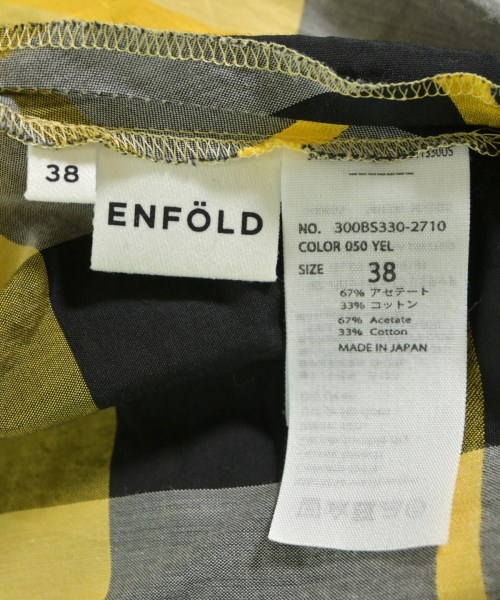 38
ENFÖLD
NO. 300BS330-2710
COLOR 050 YEL
SIZE 38
67% アセテート
33% コットン
67% Acetate
33% Cotton
MADE IN JAPAN